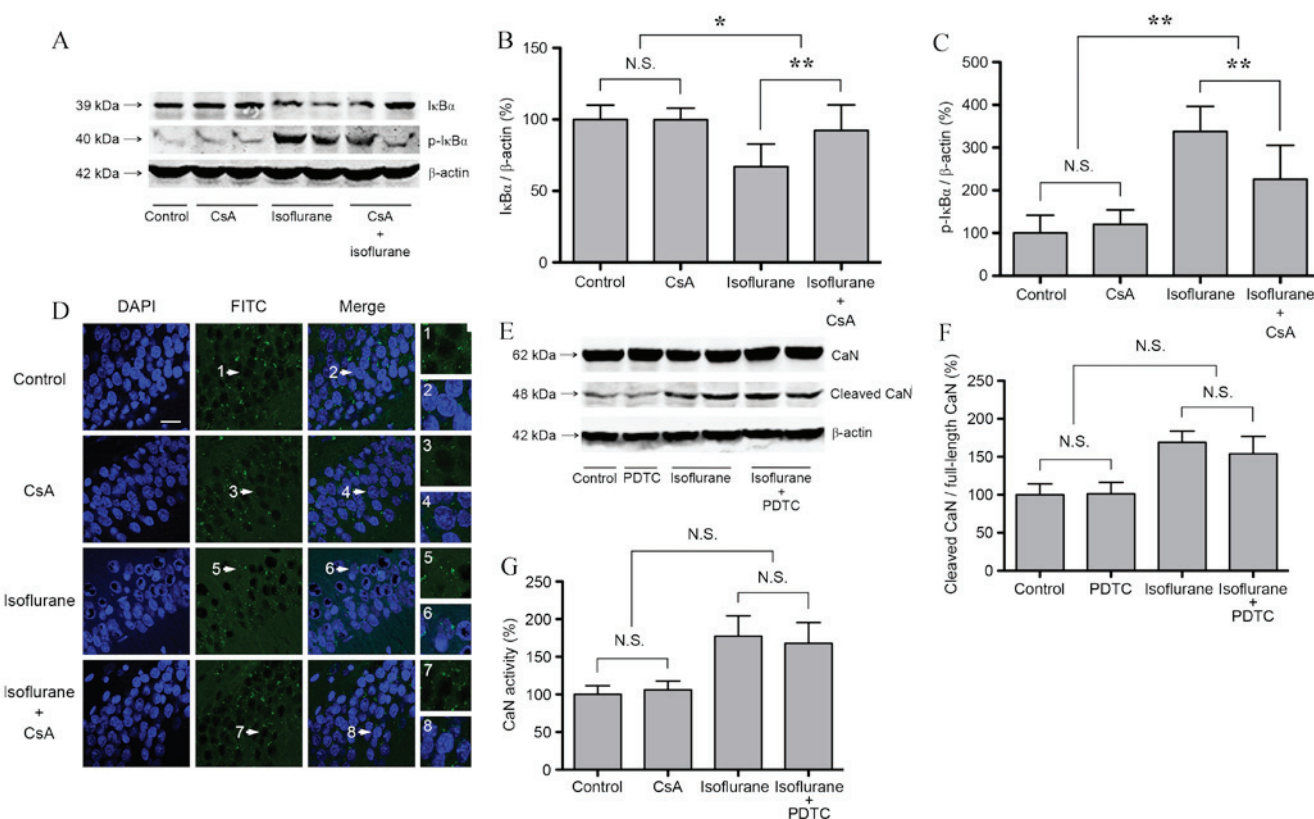 A
39 kDa → IκBα
40 kDa → p-IκBα
42 kDa → β-actin
Control CsA Isoflurane CsA
+
isoflurane
B
*
N.S. **
IκBα / β-actin (%)
150
100
50
0
Control CsA Isoflurane Isoflurane
+
CsA
C
**
**
N.S.
p-IκBα / β-actin (%)
500
400
300
200
100
0
Control CsA Isoflurane Isoflurane
+
CsA
D
DAPI FITC Merge
Control
1 2
1
2
CsA
3 4
3
4
Isoflurane
5 6
5
6
Isoflurane
+
CsA
7 8
7
8
E
62 kDa → CaN
48 kDa → Cleaved CaN
42 kDa → β-actin
Control PDTC Isoflurane Isoflurane
+
PDTC
F
N.S.
N.S.
N.S.
Cleaved CaN / full-length CaN (%)
250
200
150
100
50
0
Control PDTC Isoflurane Isoflurane
+
PDTC
G
N.S.
N.S.
N.S.
CaN activity (%)
250
200
150
100
50
0
Control CsA Isoflurane Isoflurane
+
PDTC